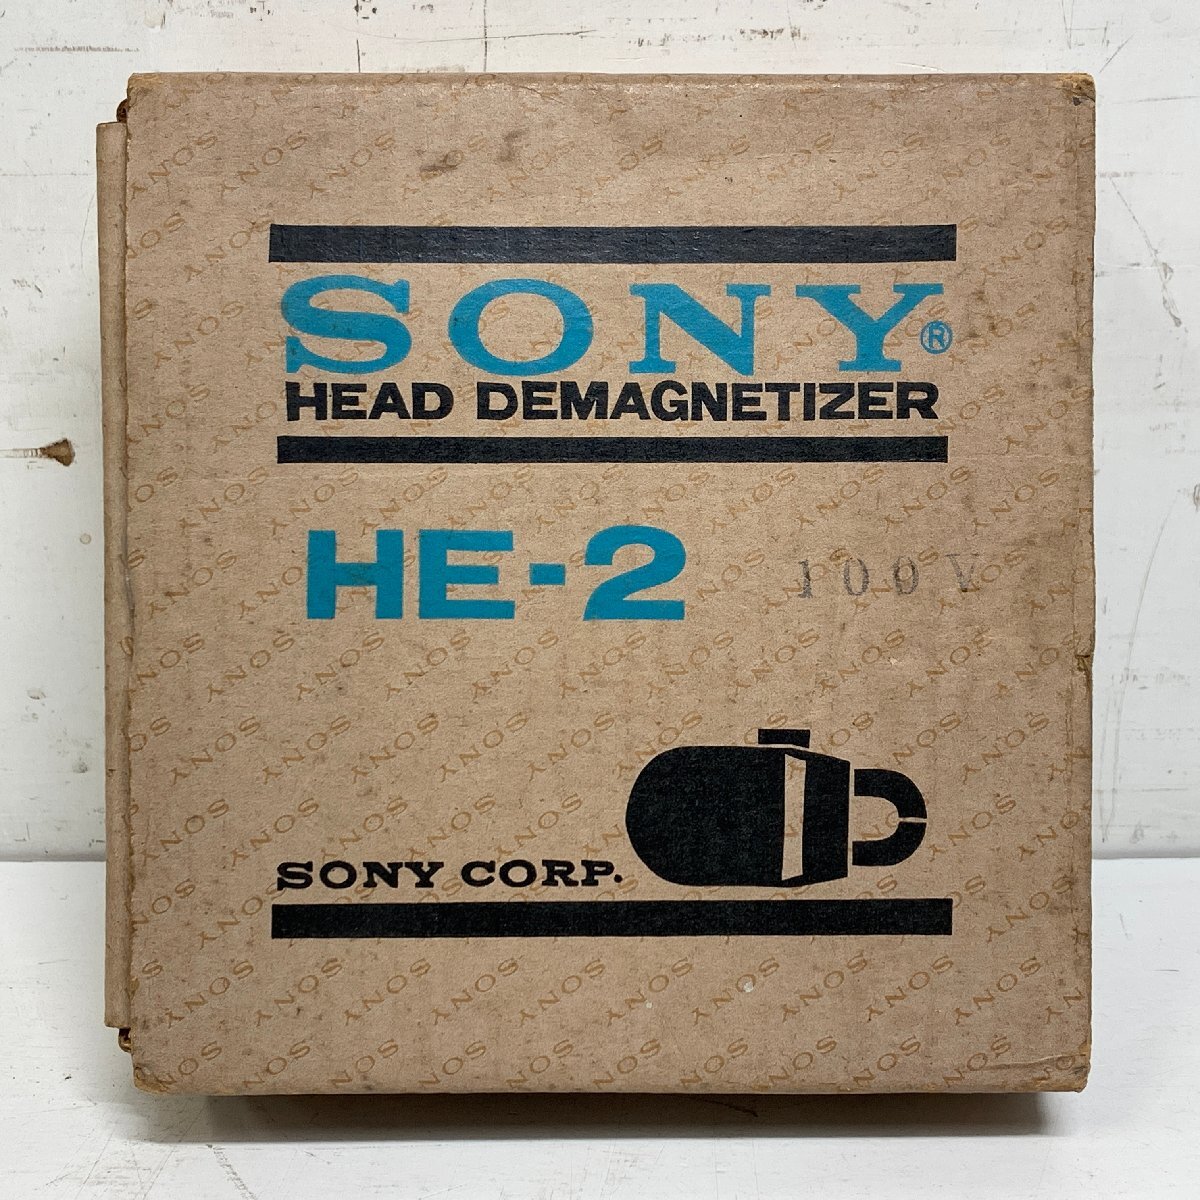 SONY®
HEAD DEMAGNETIZER
HE-2 100V
SONY CORP.